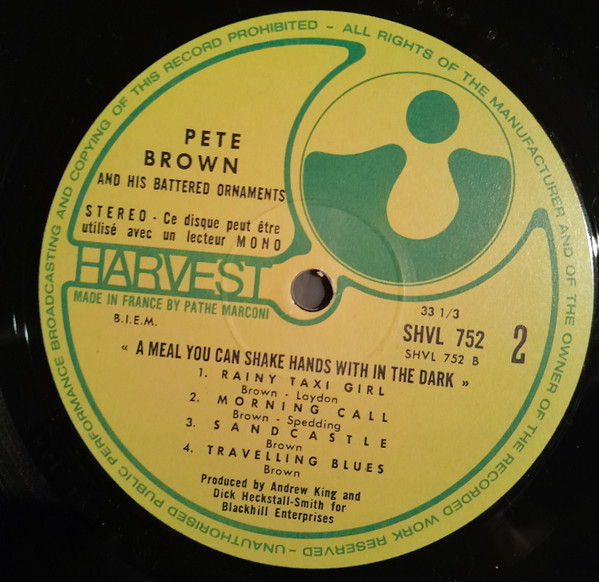 UNAUTHORISED PUBLIC PERFORMANCE BROADCASTING AND COPYING OF THIS RECORD PROHIBITED – ALL RIGHTS OF THE MANUFACTURER AND OF THE OWNER OF THE RECORDED WORK RESERVED –
PETE
BROWN
AND HIS BATTERED ORNAMENTS
STEREO - Ce disque peut être
utilisé avec un lecteur MONO
HARVEST
MADE IN FRANCE BY PATHE MARCONI
B.I.E.M.
33 1/3
SHVL 752
SHVL 752 B
2
« A MEAL YOU CAN SHAKE HANDS WITH IN THE DARK »
1. RAINY TAXI GIRL
Brown - Laydon
2. MORNING CALL
Brown - Spedding
3. SANDCASTLE
Brown
4. TRAVELLING BLUES
Brown
Produced by Andrew King and
Dick Heckstall-Smith for
Blackhill Enterprises